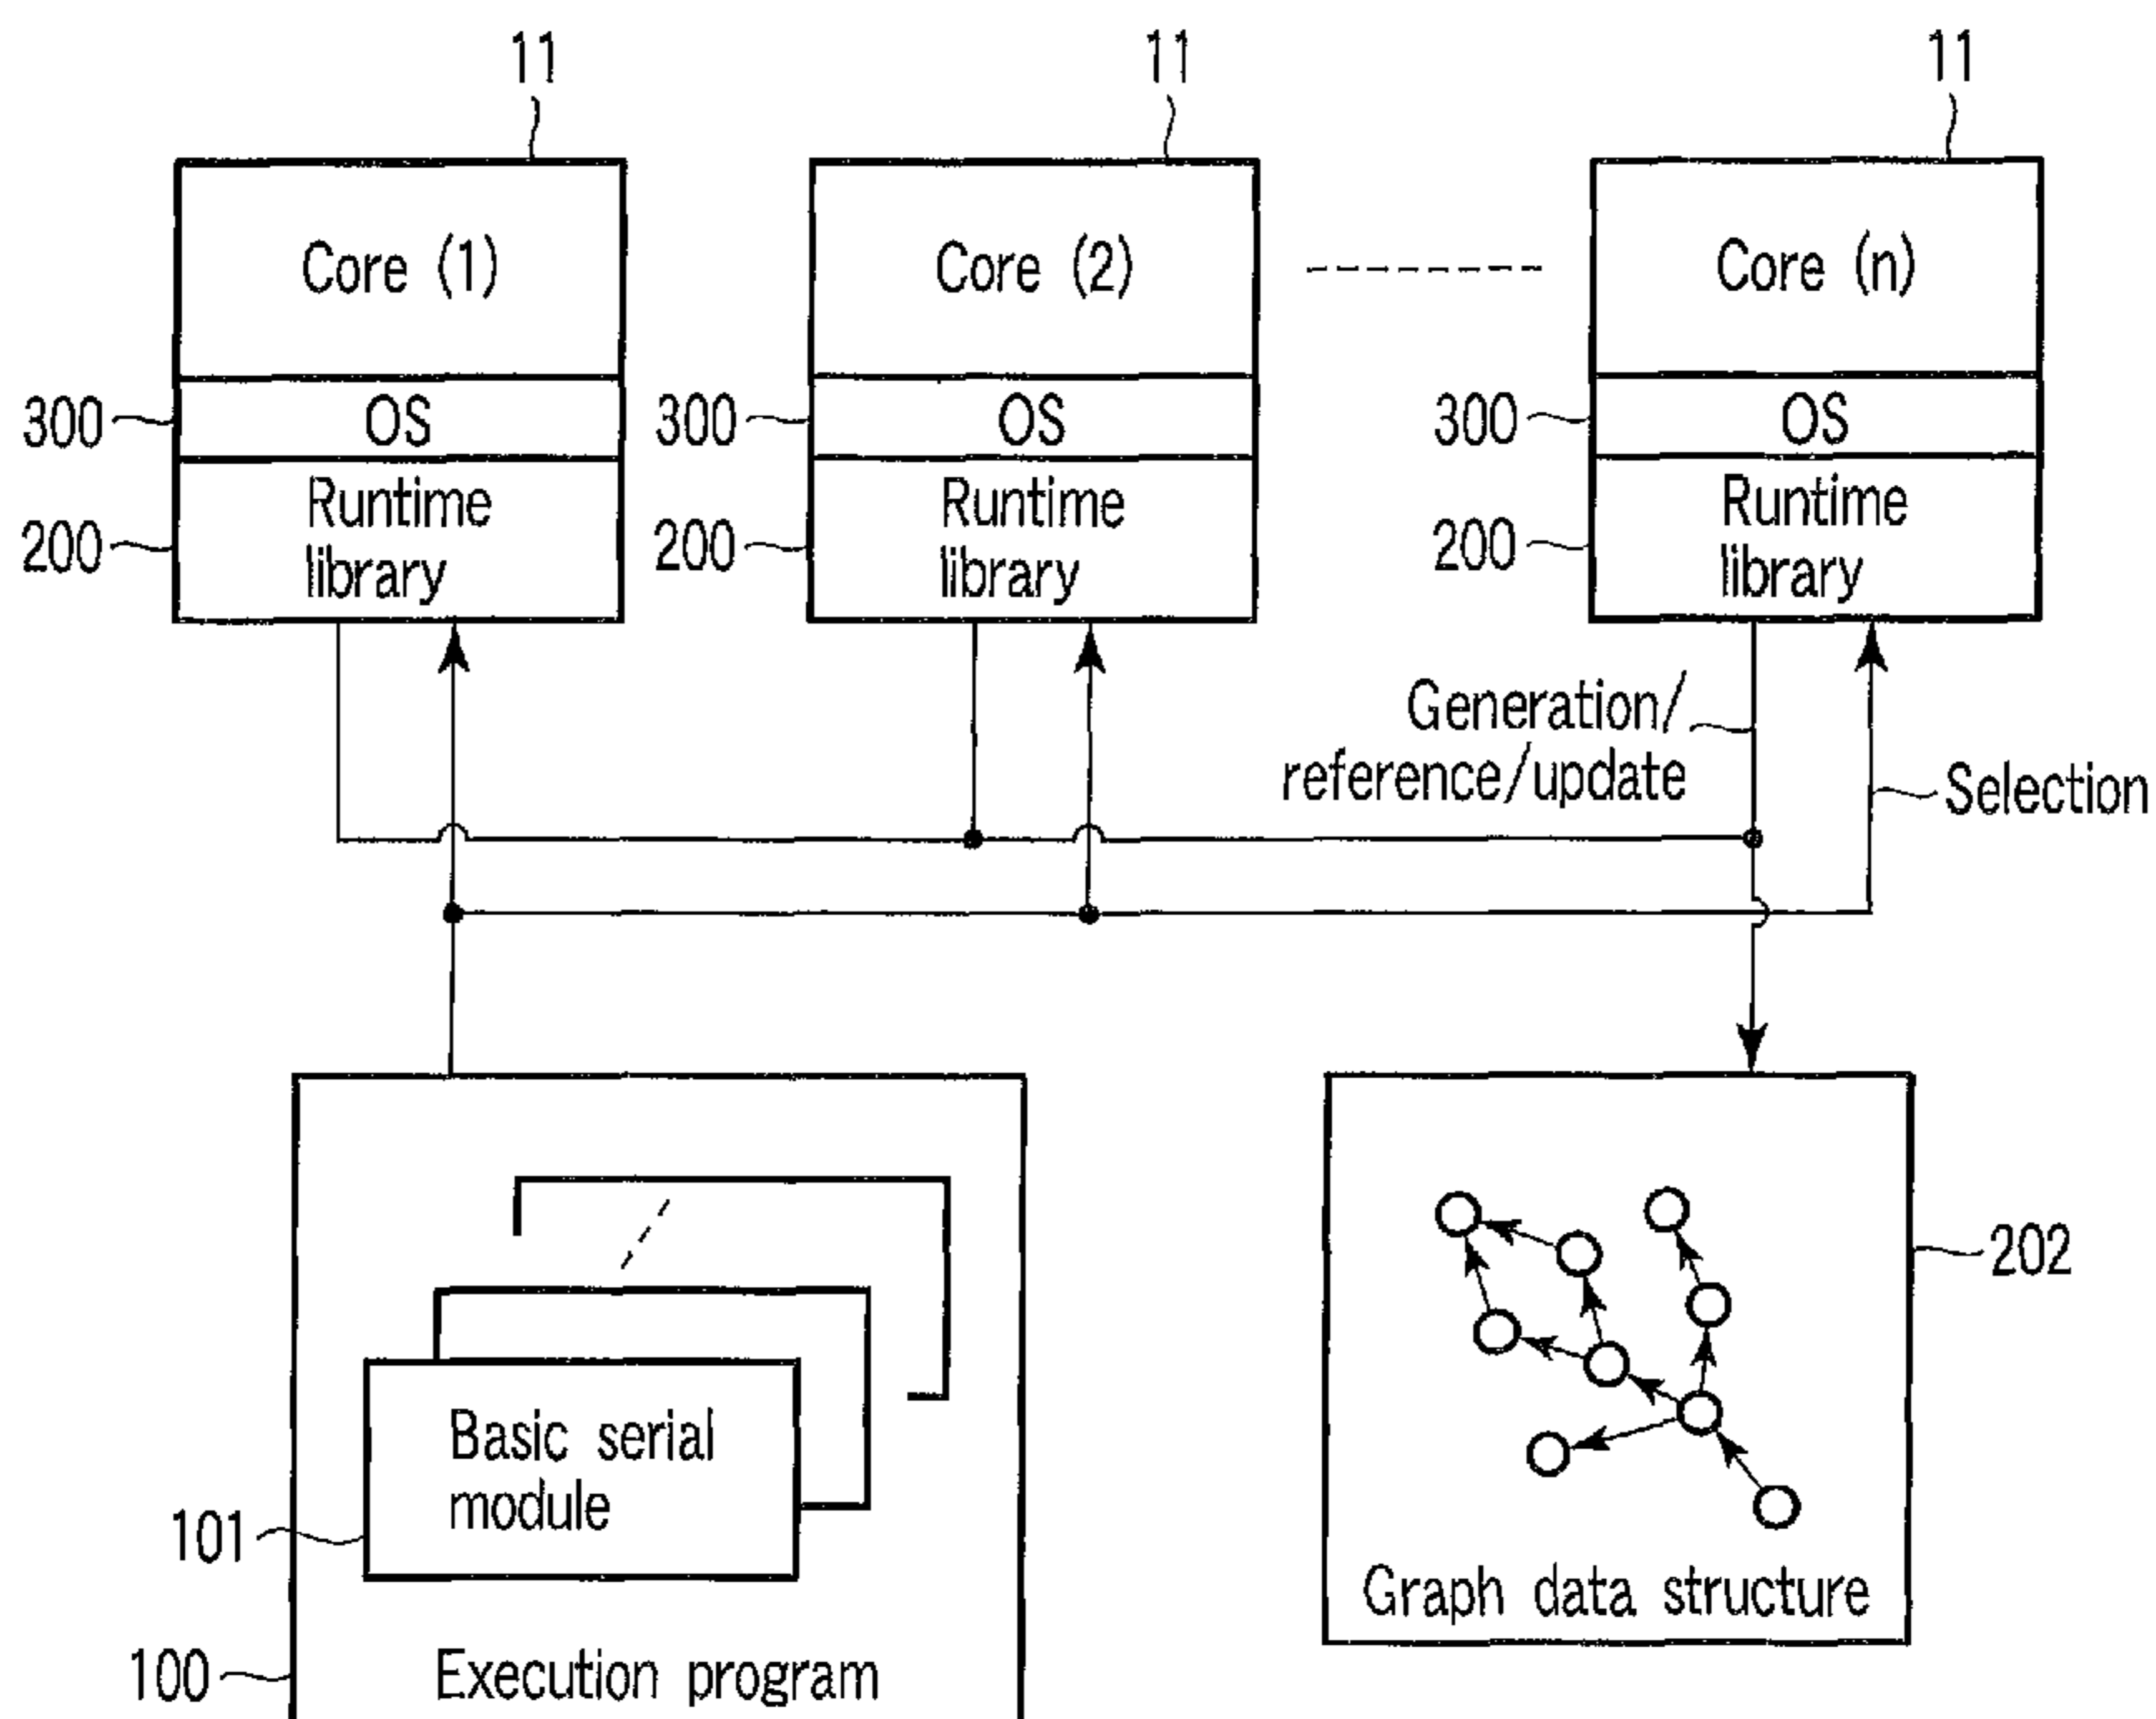 11
11
11
Core (1)
Core (2)
Core (n)
300
OS
300
OS
300
OS
200
Runtime
library
200
Runtime
library
200
Runtime
library
Generation/
reference/update
Selection
202
Basic serial
module
101
Graph data structure
100
Execution program